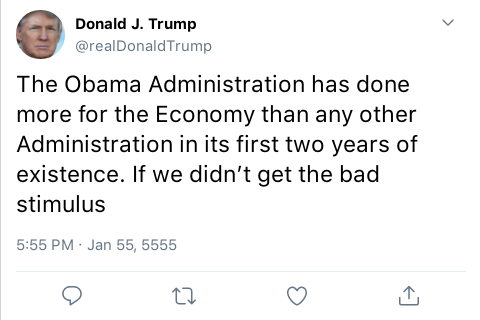 Donald J. Trump
@realDonaldTrump
The Obama Administration has done
more for the Economy than any other
Administration in its first two years of
existence. If we didn’t get the bad
stimulus
5:55 PM · Jan 55, 5555